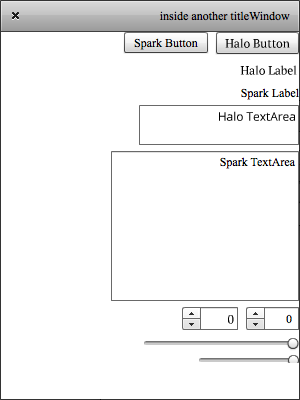 inside another titleWindow
Spark Button Halo Button
Halo Label
Spark Label
Halo TextArea
Spark TextArea
0 0